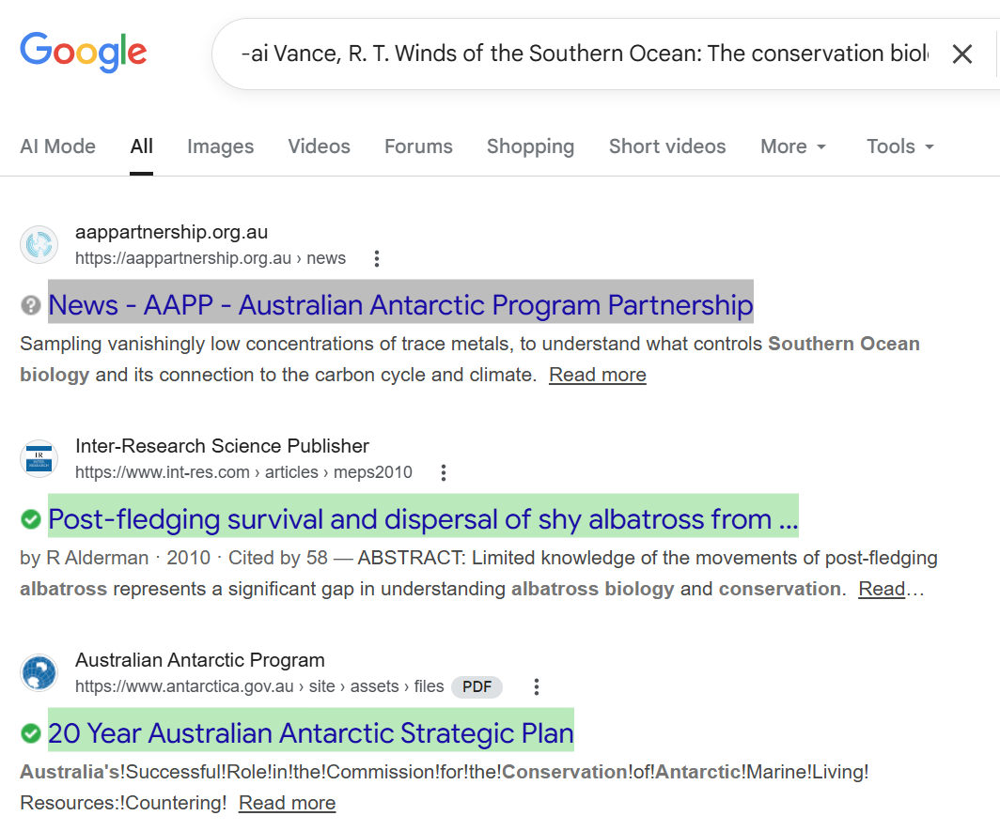 Google
-ai Vance, R. T. Winds of the Southern Ocean: The conservation biol
AI Mode All Images Videos Forums Shopping Short videos More Tools
aappartnership.org.au
https://aappartnership.org.au › news
News - AAPP - Australian Antarctic Program Partnership
Sampling vanishingly low concentrations of trace metals, to understand what controls Southern Ocean
biology and its connection to the carbon cycle and climate. Read more
Inter-Research Science Publisher
https://www.int-res.com › articles › meps2010
Post-fledging survival and dispersal of shy albatross from ...
by R Alderman · 2010 · Cited by 58 — ABSTRACT: Limited knowledge of the movements of post-fledging
albatross represents a significant gap in understanding albatross biology and conservation. Read...
Australian Antarctic Program
https://www.antarctica.gov.au › site › assets › files PDF
20 Year Australian Antarctic Strategic Plan
Australia's!Successful!Role!in!the!Commission!for!the!Conservation!of!Antarctic!Marine!Living!
Resources:!Countering! Read more